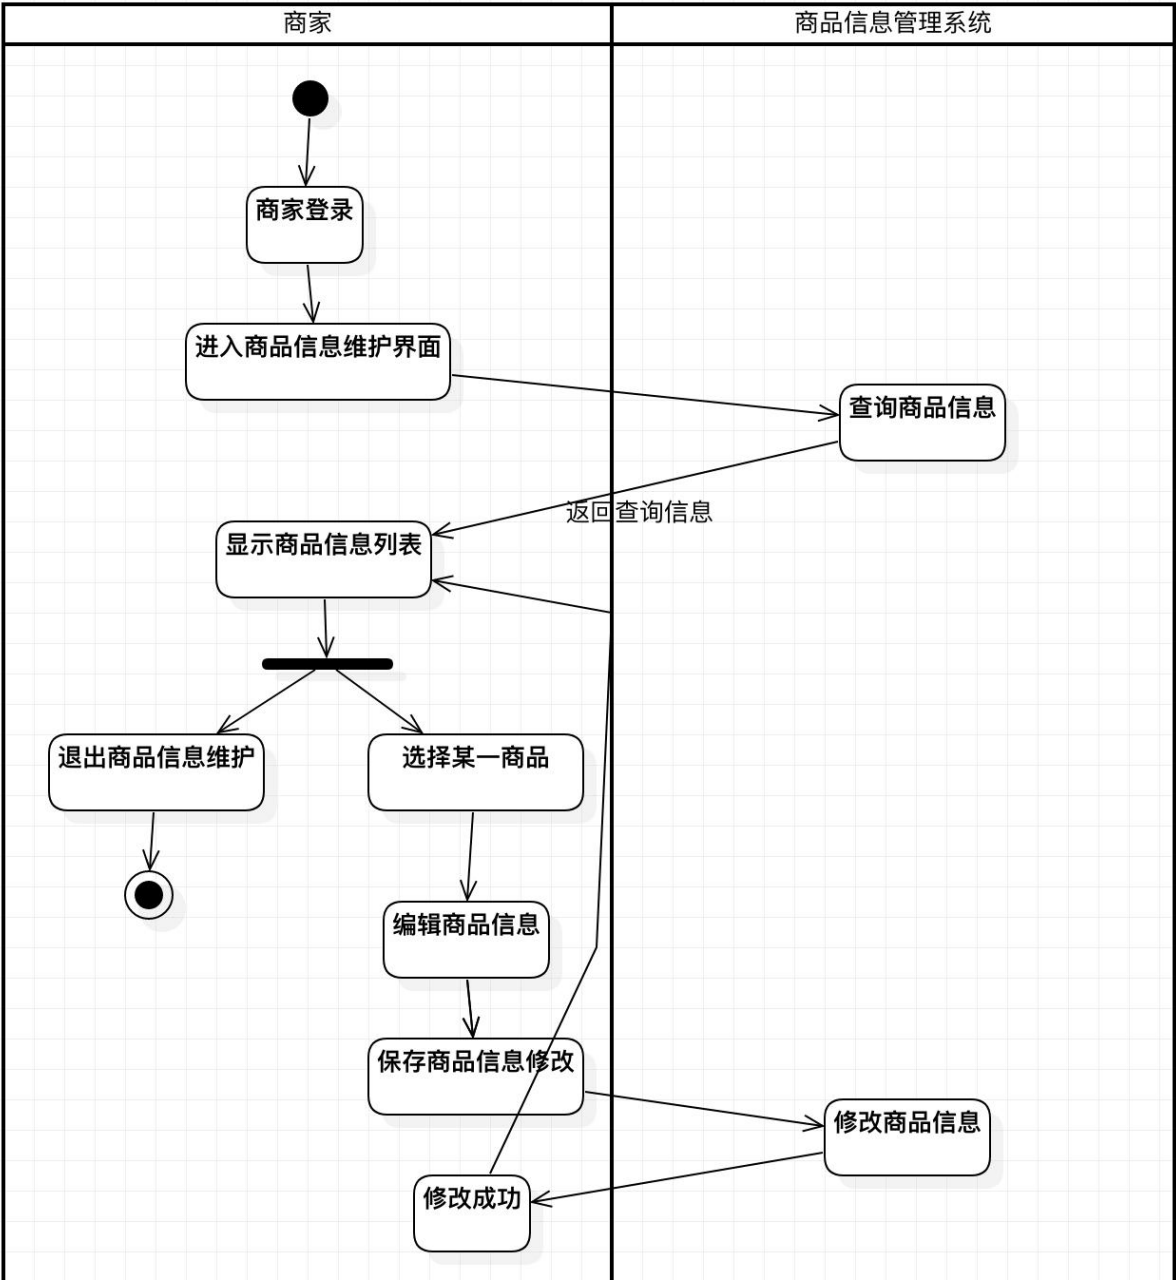 商家
商品信息管理系统
商家登录
进入商品信息维护界面
查询商品信息
返回查询信息
显示商品信息列表
退出商品信息维护
选择某一商品
编辑商品信息
保存商品信息修改
修改商品信息
修改成功